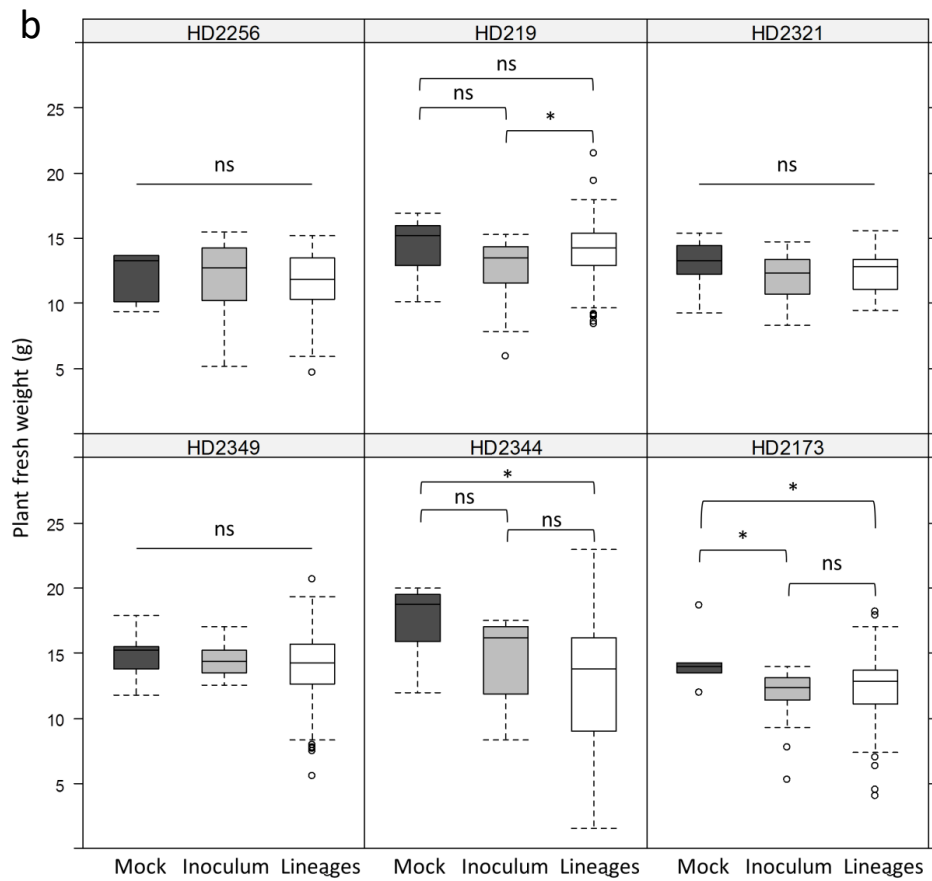 b
HD2256 HD219 HD2321
ns
ns
*
ns
ns
25
20
15
10
5
Plant fresh weight (g)
HD2349 HD2344 HD2173
*
ns
ns
ns
*
*
ns
25
20
15
10
5
Mock Inoculum Lineages Mock Inoculum Lineages Mock Inoculum Lineages